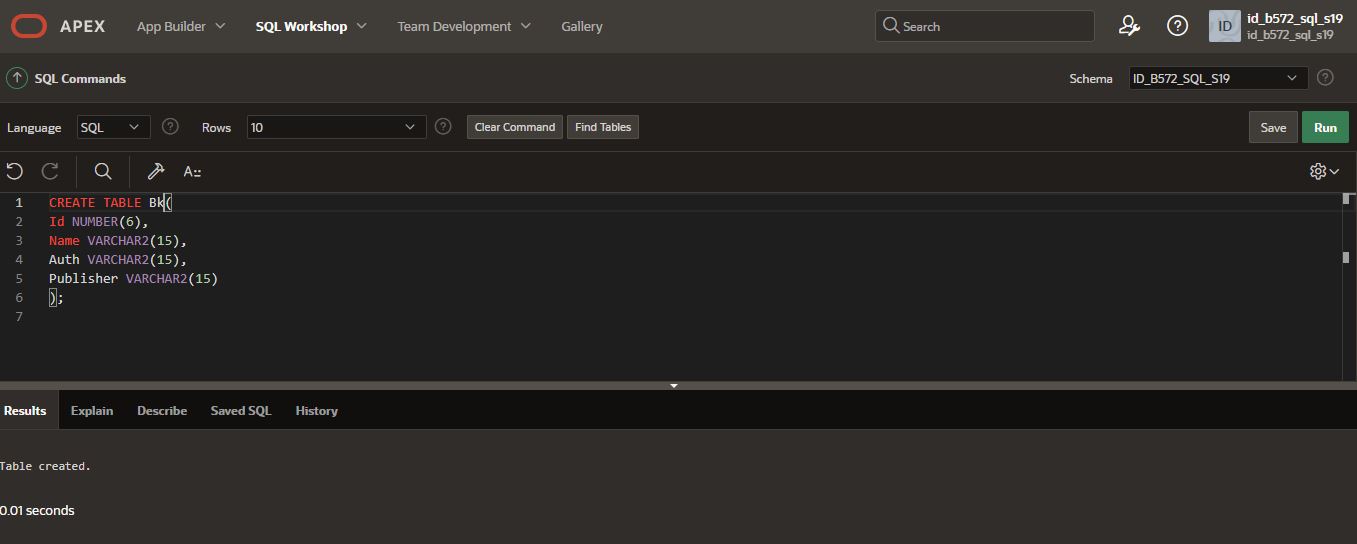 APEX App Builder SQL Workshop Team Development Gallery Search ID id_b572_sql_s19
id_b572_sql_s19
SQL Commands Schema ID_B572_SQL_S19
Language SQL Rows 10 Clear Command Find Tables Save Run
A::
1 CREATE TABLE Bk(
2 Id NUMBER(6),
3 Name VARCHAR2(15),
4 Auth VARCHAR2(15),
5 Publisher VARCHAR2(15)
6 );
7
Results Explain Describe Saved SQL History
Table created.
0.01 seconds